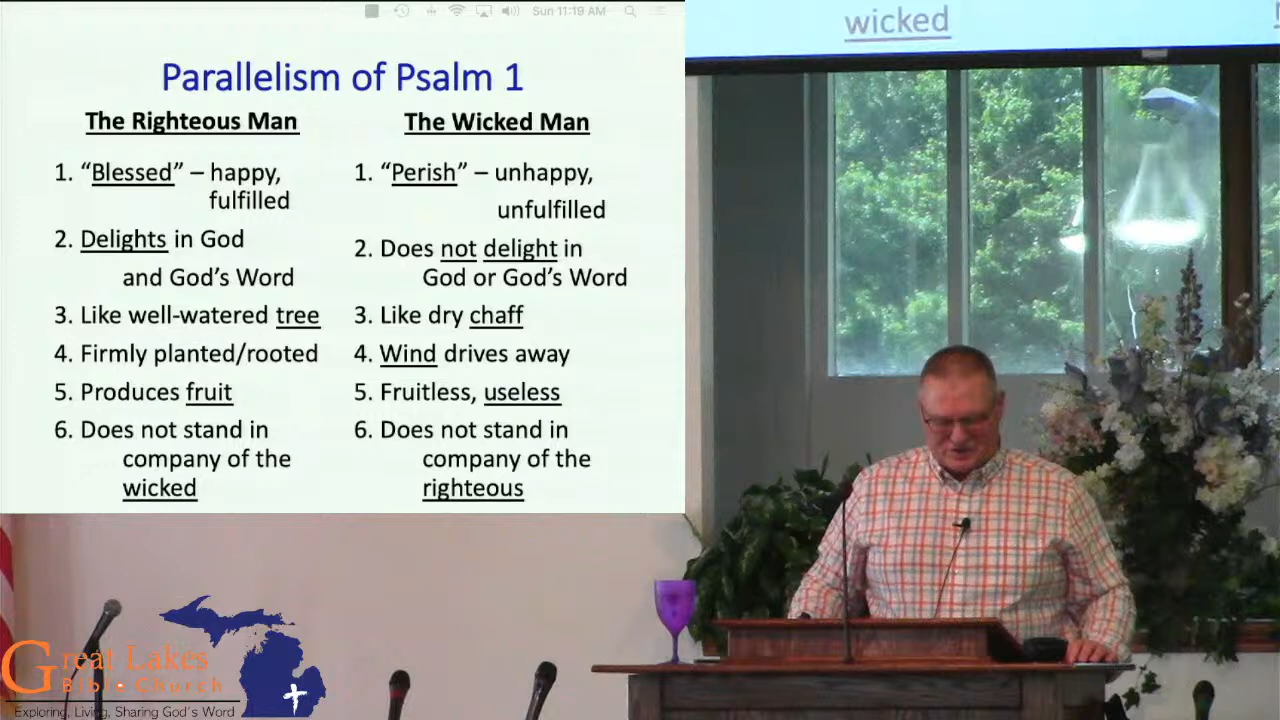 Sun 11:19 AM
wicked
Parallelism of Psalm 1
The Righteous Man
1. “Blessed” – happy,
fulfilled
2. Delights in God
and God’s Word
3. Like well-watered tree
4. Firmly planted/rooted
5. Produces fruit
6. Does not stand in
company of the
wicked
The Wicked Man
1. “Perish” – unhappy,
unfulfilled
2. Does not delight in
God or God’s Word
3. Like dry chaff
4. Wind drives away
5. Fruitless, useless
6. Does not stand in
company of the
righteous
Great Lakes
Bible Church
Exploring, Living, Sharing God's Word